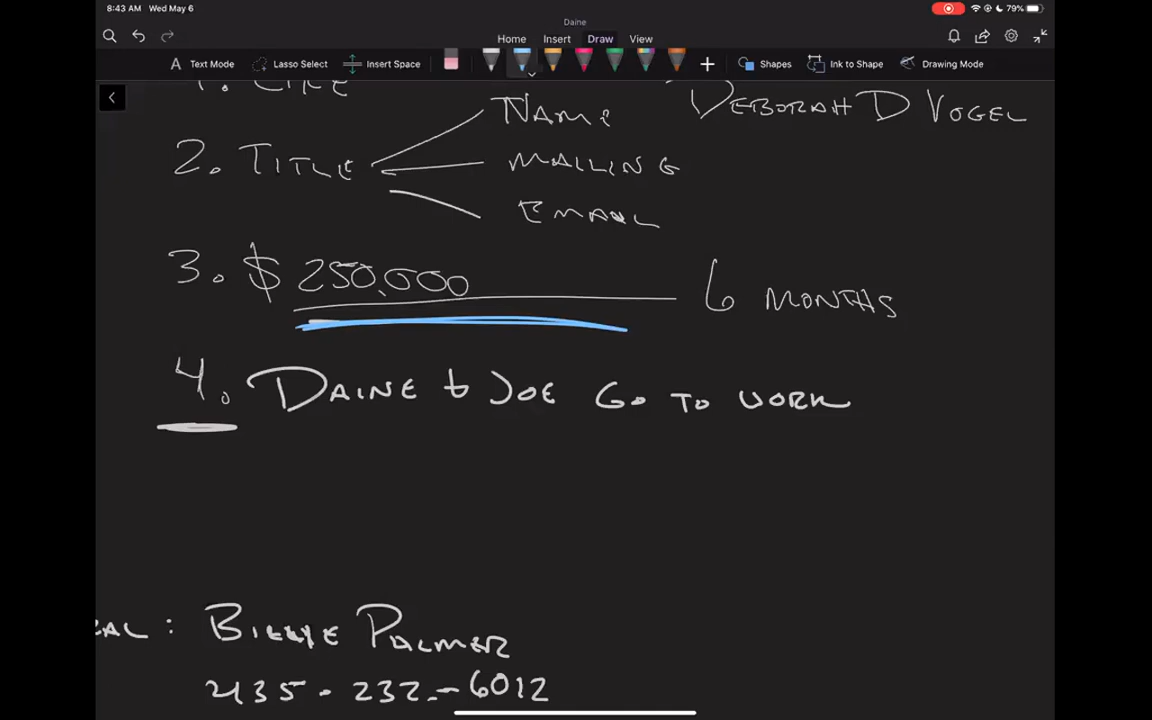 8:43 AM Wed May 6
79%
Daine
Home Insert Draw View
Text Mode Lasso Select Insert Space Shapes Ink to Shape Drawing Mode
1.
DEBORAH D VOGEL
NAME
2. TITLE
MAILING
EMAIL
3. $ 250,000
6 MONTHS
4. DAINE & JOE GO TO WORK
BILLYE PALMER
435-232-6012